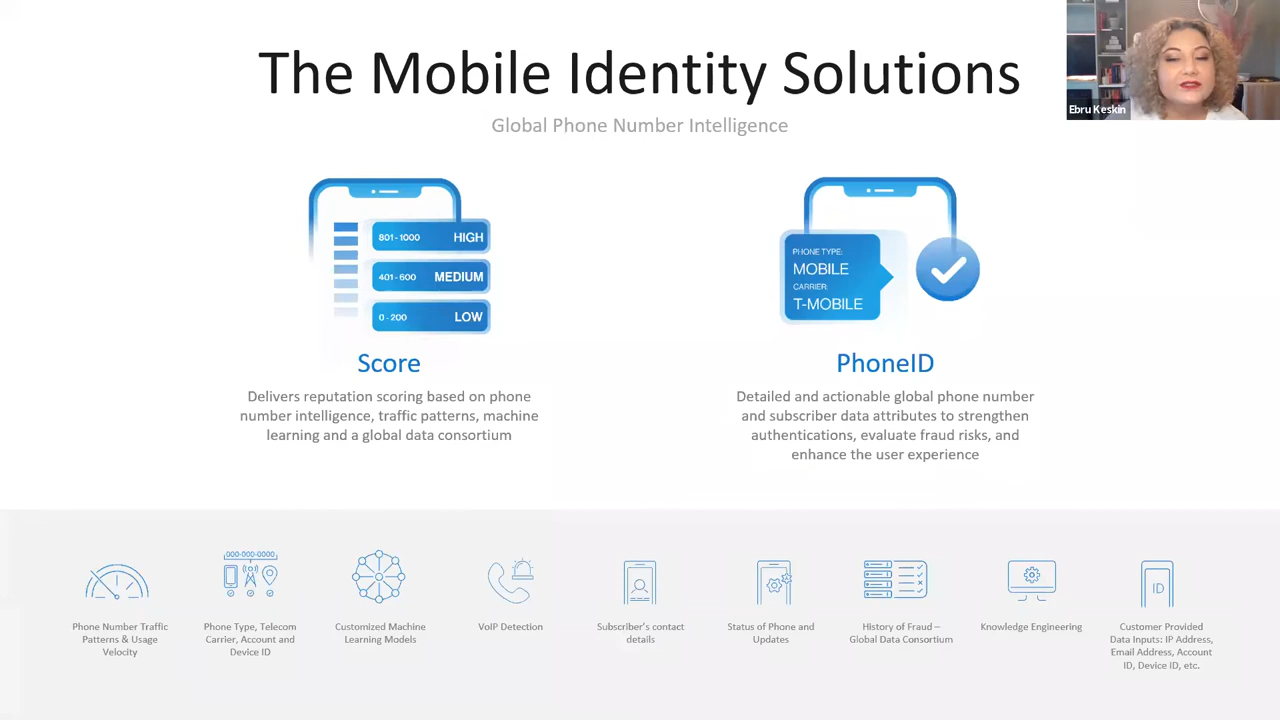 The Mobile Identity Solutions
Global Phone Number Intelligence
Ebru Keskin
801-1000 HIGH
401-600 MEDIUM
0-200 LOW
PHONE TYPE:
MOBILE
CARRIER:
T-MOBILE
Score
Delivers reputation scoring based on phone
number intelligence, traffic patterns, machine
learning and a global data consortium
PhoneID
Detailed and actionable global phone number
and subscriber data attributes to strengthen
authentications, evaluate fraud risks, and
enhance the user experience
000-000-0000
ID
Phone Number Traffic
Patterns & Usage
Velocity
Phone Type, Telecom
Carrier, Account and
Device ID
Customized Machine
Learning Models
VoIP Detection
Subscriber's contact
details
Status of Phone and
Updates
History of Fraud –
Global Data Consortium
Knowledge Engineering
Customer Provided
Data Inputs: IP Address,
Email Address, Account
ID, Device ID, etc.